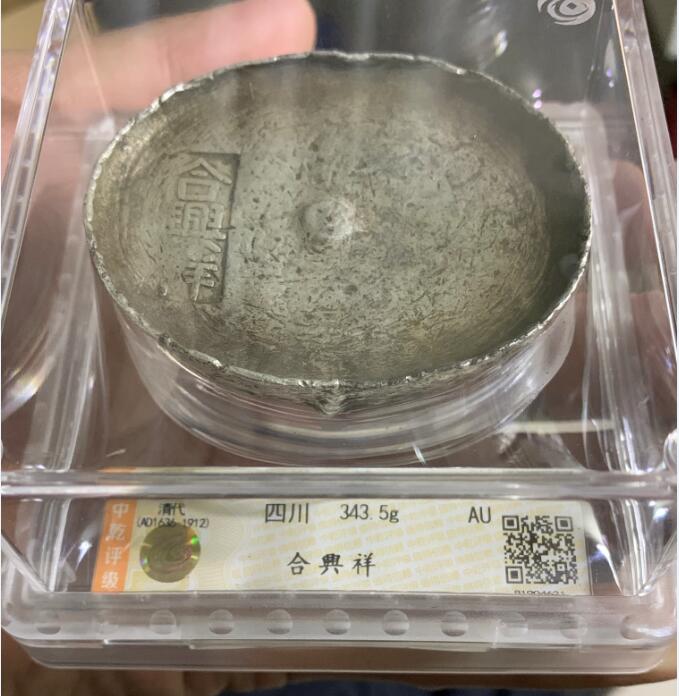 合興祥
中乾评级
清代
(AD1636-1912)
四川 343.5g AU
合興祥